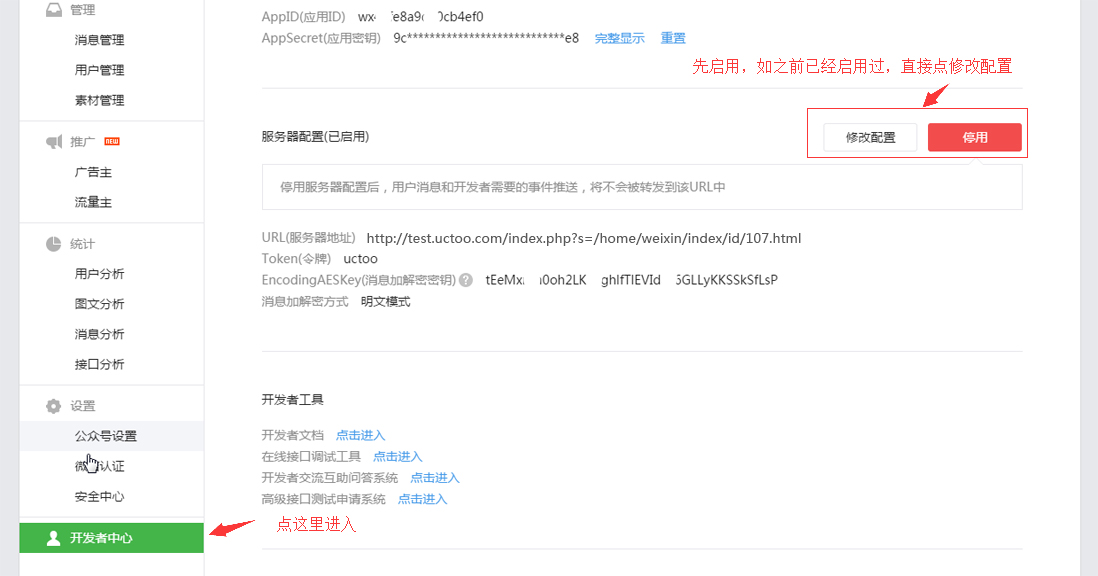 管理
消息管理
用户管理
素材管理
推广 NEW
广告主
流量主
统计
用户分析
图文分析
消息分析
接口分析
设置
公众号设置
微 认证
安全中心
开发者中心
AppID(应用ID) wx e8a9 0cb4ef0
AppSecret(应用密钥) 9c****************************e8 完整显示 重置
先启用，如之前已经启用过，直接点修改配置
服务器配置(已启用)
修改配置 停用
停用服务器配置后，用户消息和开发者需要的事件推送，将不会被转发到该URL中
URL(服务器地址) http://test.uctoo.com/index.php?s=/home/weixin/index/id/107.html
Token(令牌) uctoo
EncodingAESKey(消息加解密密钥) ? tEeMx 0oh2LK ghIfTIEVId 6GLLyKKSSkSfLsP
消息加解密方式 明文模式
开发者工具
开发者文档 点击进入
在线接口调试工具 点击进入
开发者交流互助问答系统 点击进入
高级接口测试申请系统 点击进入
点这里进入